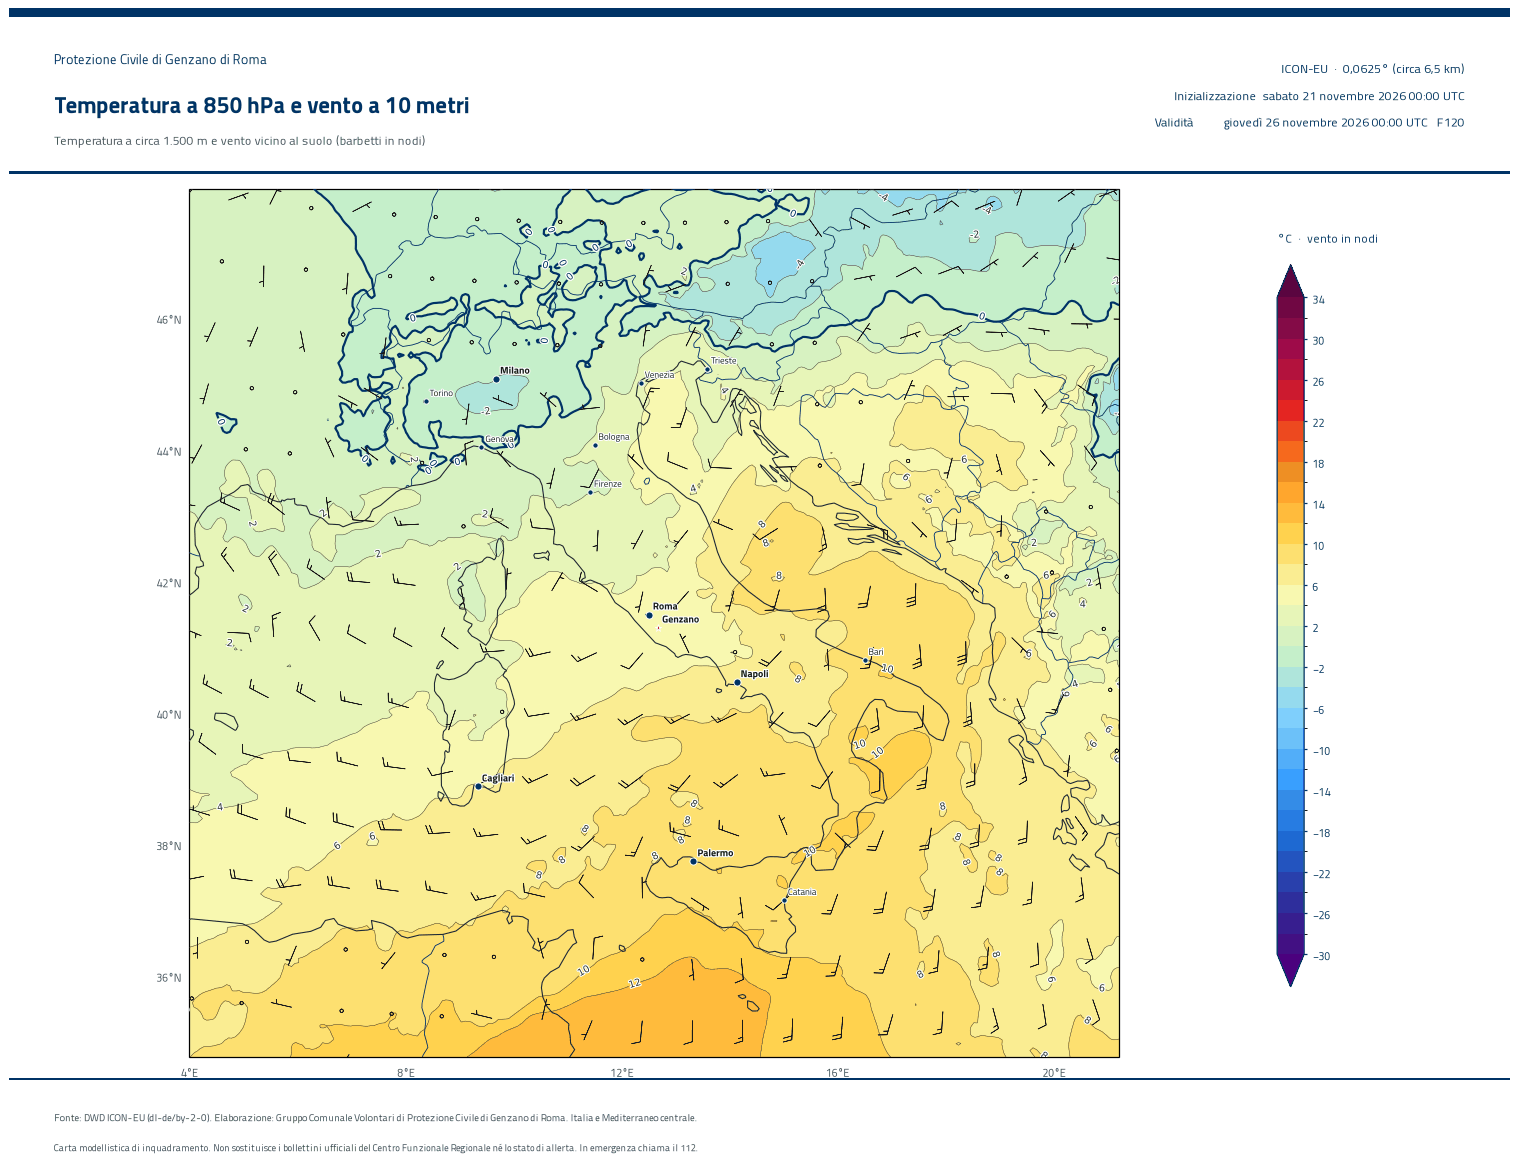 Protezione Civile di Genzano di Roma
Temperatura a 850 hPa e vento a 10 metri
Temperatura a circa 1.500 m e vento vicino al suolo (barbetti in nodi)
ICON-EU · 0,0625° (circa 6,5 km)
Inizializzazione sabato 21 novembre 2026 00:00 UTC
Validità giovedì 26 novembre 2026 00:00 UTC F120
°C · vento in nodi
34
30
26
22
18
14
10
6
2
−2
−6
−10
−14
−18
−22
−26
−30
46°N
44°N
42°N
40°N
38°N
36°N
4°E
8°E
12°E
16°E
20°E
Milano
Torino
Venezia
Trieste
Genova
Bologna
Firenze
Roma
Genzano
Napoli
Bari
Cagliari
Palermo
Catania
Fonte: DWD ICON-EU (dl-de/by-2-0). Elaborazione: Gruppo Comunale Volontari di Protezione Civile di Genzano di Roma. Italia e Mediterraneo centrale.
Carta modellistica di inquadramento. Non sostituisce i bollettini ufficiali del Centro Funzionale Regionale né lo stato di allerta. In emergenza chiama il 112.